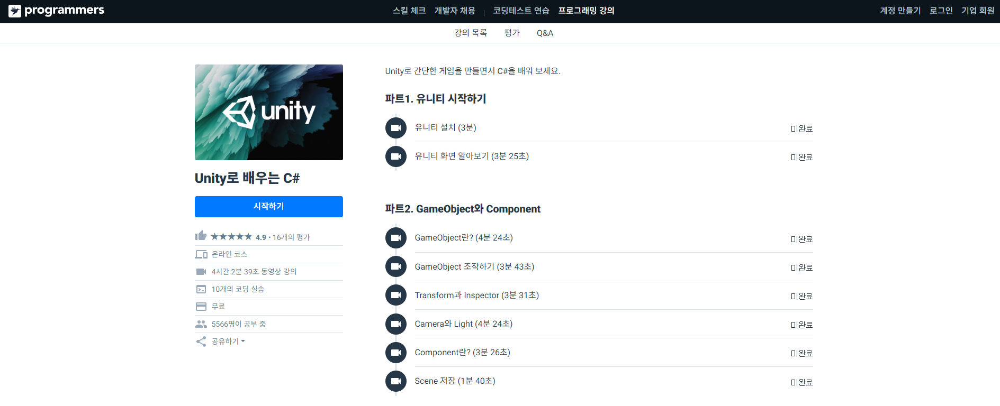 programmers
스킬 체크 개발자 채용 | 코딩테스트 연습 프로그래밍 강의
계정 만들기 로그인 기업 회원
강의 목록 평가 Q&A
unity
Unity로 배우는 C#
시작하기
★★★★★ 4.9 • 16개의 평가
온라인 코스
4시간 2분 39초 동영상 강의
10개의 코딩 실습
무료
5566명이 공부 중
공유하기
Unity로 간단한 게임을 만들면서 C#을 배워 보세요.
파트1. 유니티 시작하기
유니티 설치 (3분) 미완료
유니티 화면 알아보기 (3분 25초) 미완료
파트2. GameObject와 Component
GameObject란? (4분 24초) 미완료
GameObject 조작하기 (3분 43초) 미완료
Transform과 Inspector (3분 31초) 미완료
Camera와 Light (4분 24초) 미완료
Component란? (3분 26초) 미완료
Scene 저장 (1분 40초) 미완료